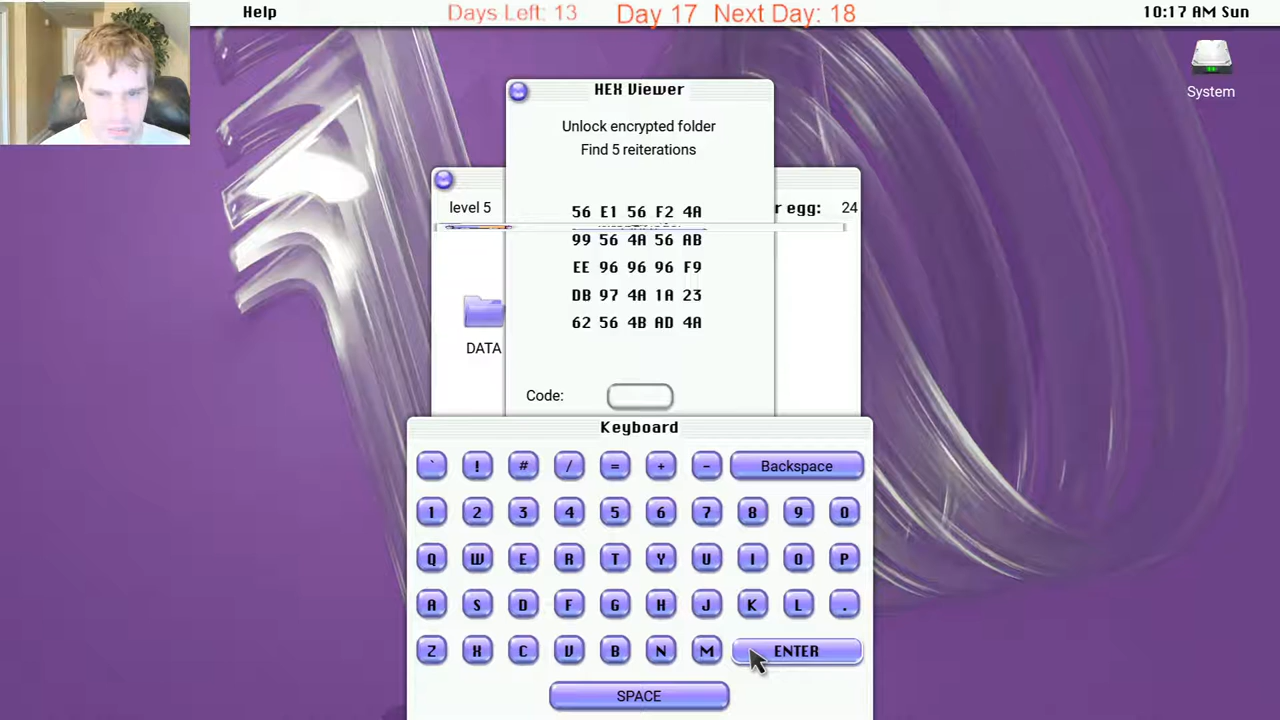 Help
Days Left: 13 Day 17 Next Day: 18
10:17 AM Sun
System
HEX Viewer
Unlock encrypted folder
Find 5 reiterations
level 5
r egg: 24
56 E1 56 F2 4A
99 56 4A 56 AB
EE 96 96 96 F9
DB 97 4A 1A 23
62 56 4B AD 4A
DATA
Code:
Keyboard
` ! # / = + - Backspace
1 2 3 4 5 6 7 8 9 0
Q W E R T Y U I O P
A S D F G H J K L .
Z X C V B N M ENTER
SPACE